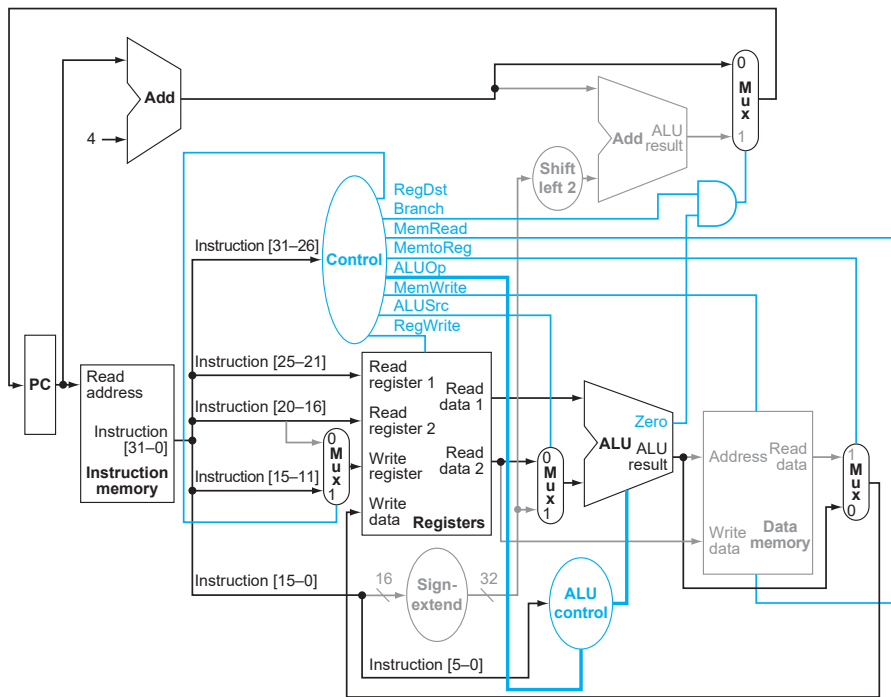 0
M
u
x
1
Add
ALU
result
Add
4
Shift
left 2
RegDst
Branch
MemRead
MemtoReg
ALUOp
MemWrite
ALUSrc
RegWrite
Instruction [31–26]
Control
PC
Read
address
Instruction
[31–0]
Instruction
memory
Instruction [25–21]
Instruction [20–16]
Instruction [15–11]
0
M
u
x
1
Read
register 1
Read
register 2
Write
register
Write
data
Read
data 1
Read
data 2
Registers
0
M
u
x
1
Zero
ALU
ALU
result
Address
Read
data
Write
data
Data
memory
1
M
u
x
0
Instruction [15–0]
16
Sign-
extend
32
ALU
control
Instruction [5–0]